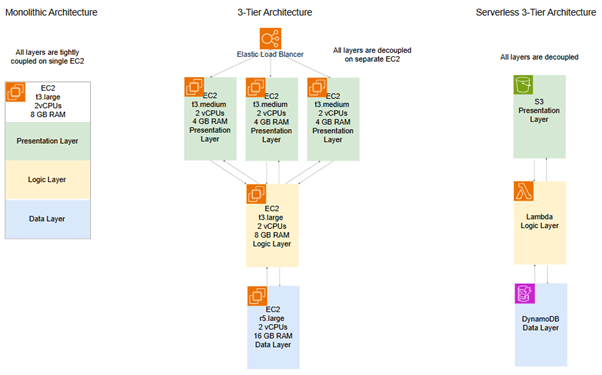 Monolithic Architecture
All layers are tightly
coupled on single EC2
EC2
t3.large
2vCPUs
8 GB RAM
Presentation Layer
Logic Layer
Data Layer
3-Tier Architecture
Elastic Load Blancer
All layers are decoupled
on separate EC2
EC2
t3.medium
2 vCPUs
4 GB RAM
Presentation
Layer
EC2
t3.medium
2 vCPUs
4 GB RAM
Presentation
Layer
EC2
t3.medium
2 vCPUs
4 GB RAM
Presentation
Layer
EC2
t3.large
2 vCPUs
8 GB RAM
Logic Layer
EC2
r5.large
2 vCPUs
16 GB RAM
Data Layer
Serverless 3-Tier Architecture
All layers are decoupled
S3
Presentation
Layer
Lambda
Logic Layer
DynamoDB
Data Layer